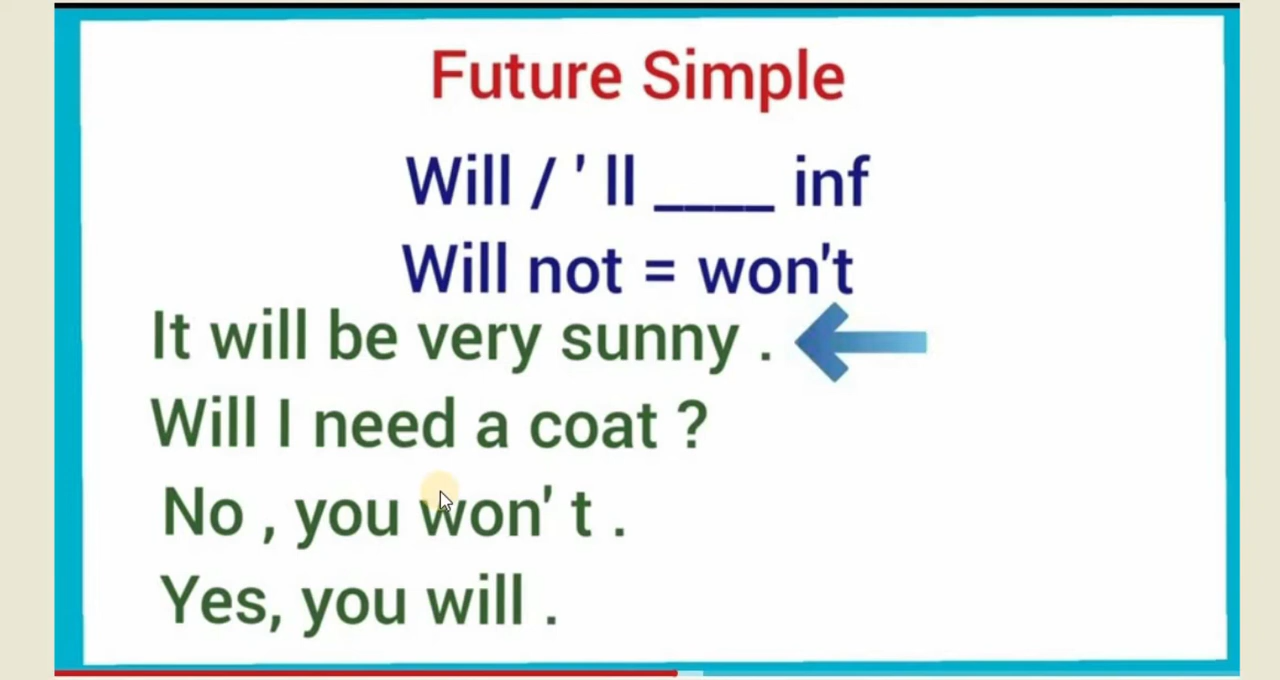 Future Simple
Will / ' ll ____ inf
Will not = won't
It will be very sunny .
Will I need a coat ?
No , you won' t .
Yes, you will .